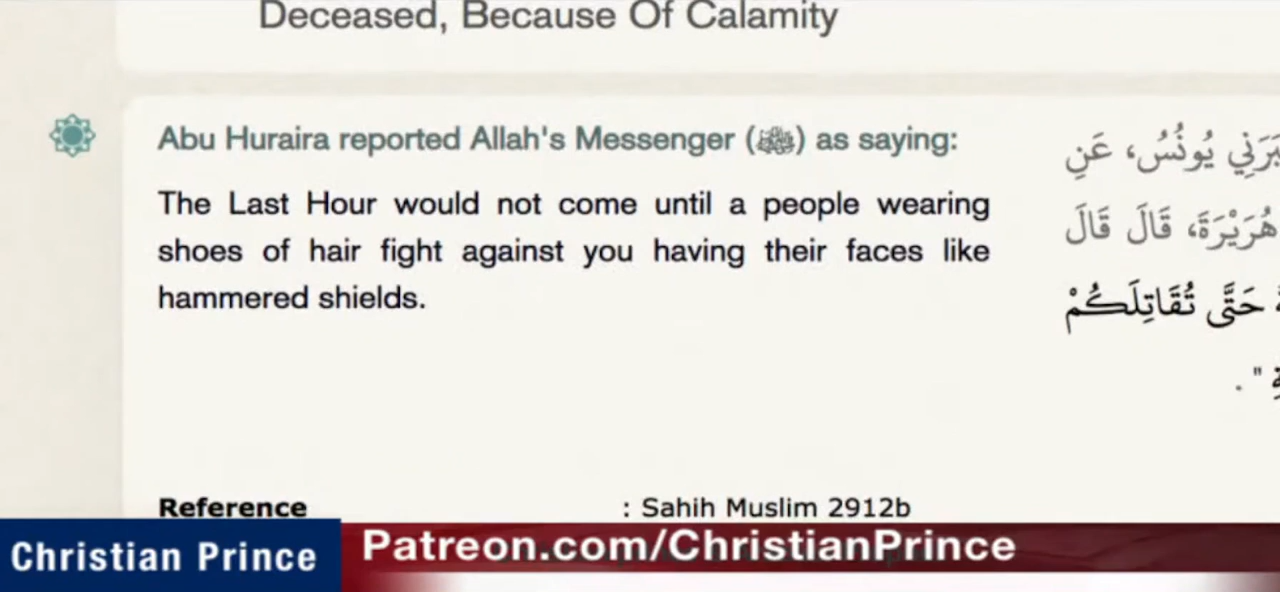 Deceased, Because Of Calamity
Abu Huraira reported Allah's Messenger (ﷺ) as saying:
The Last Hour would not come until a people wearing
shoes of hair fight against you having their faces like
hammered shields.
يُونُسُ، عَنِ
هُرَيْرَةَ، قَالَ قَالَ
حَتَّى تُقَاتِلَكُمْ
" .
Reference : Sahih Muslim 2912b
Christian Prince
Patreon.com/ChristianPrince